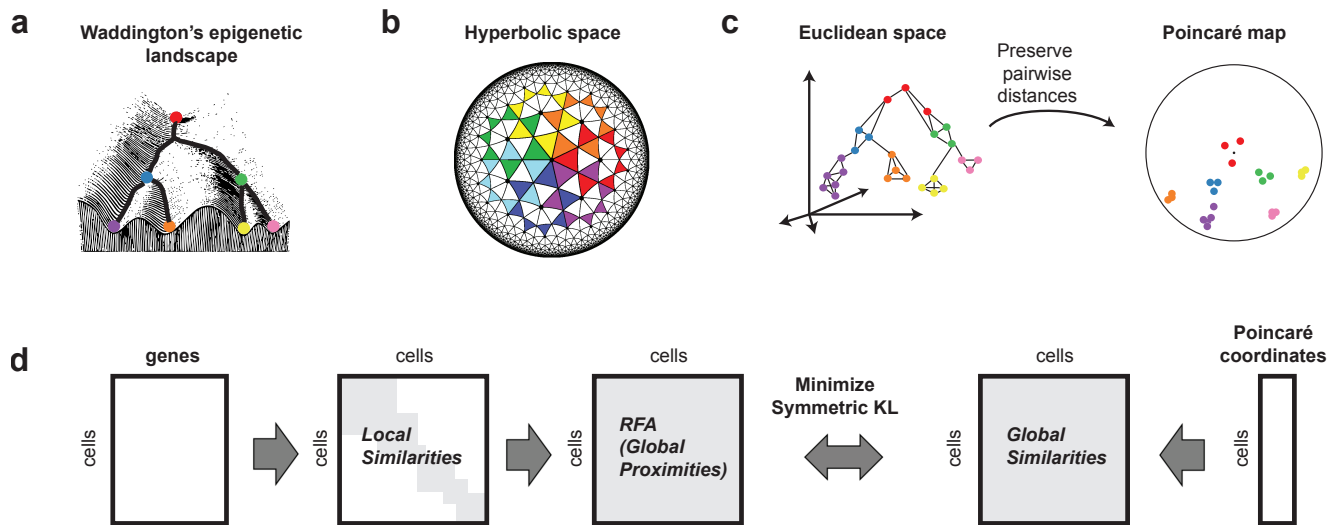 a
Waddington's epigenetic
landscape
b
Hyperbolic space
c
Euclidean space
Preserve
pairwise
distances
Poincaré map
d
genes
cells
cells
cells
Local
Similarities
cells
cells
RFA
(Global
Proximities)
Minimize
Symmetric KL
cells
cells
Global
Similarities
Poincaré
coordinates
cells